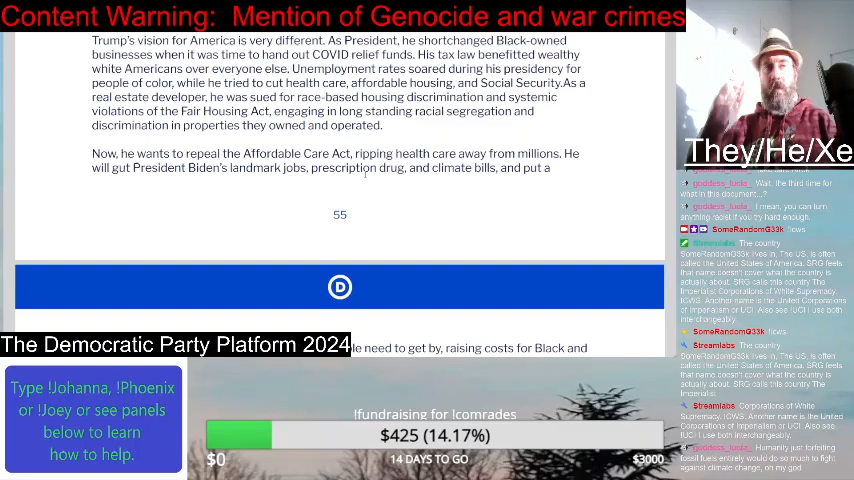 Content Warning: Mention of Genocide and war crimes
Trump's vision for America is very different. As President, he shortchanged Black-owned
businesses when it was time to hand out COVID relief funds. His tax law benefitted wealthy
white Americans over everyone else. Unemployment rates soared during his presidency for
people of color, while he tried to cut health care, affordable housing, and Social Security.As a
real estate developer, he was sued for race-based housing discrimination and systemic
violations of the Fair Housing Act, engaging in long standing racial segregation and
discrimination in properties they owned and operated.
Now, he wants to repeal the Affordable Care Act, ripping health care away from millions. He
will gut President Biden's landmark jobs, prescription drug, and climate bills, and put a
55
D
ple need to get by, raising costs for Black and
The Democratic Party Platform 2024
Type !Johanna, !Phoenix
or !Joey or see panels
below to learn
how to help.
!fundraising for !comrades
$425 (14.17%)
$0
14 DAYS TO GO
$3000
They/He/Xe
goddess_lucia_ Wait, the third time for
what in this document...?
goddess_lucia_ I mean, you can turn
anything racist if you try hard enough.
SomeRandomG33k !lows
Streamlabs The country
SomeRandomG33k lives in, The US, is often
called the United States of America. SRG feels
that name doesn't cover what the country is
actually about. SRG calls this country The
Imperialist Corporations of White Supremacy,
ICWS. Another name is the United Corporations
of Imperialism or UCI. Also see !UCI I use both
interchangeably.
SomeRandomG33k
Streamlabs The country
SomeRandomG33k lives in, The US, is often
called the United States of America. SRG feels
that name doesn't cover what the country is
actually about. SRG calls this country The
Imperialist
Streamlabs Corporations of White
Supremacy, ICWS. Another name is the United
Corporations of Imperialism or UCI. Also see
!UCI I use both interchangeably.
goddess_lucia_ Humanity just forfeiting
fossil fuels entirely would do so much to fight
against climate change, oh my god